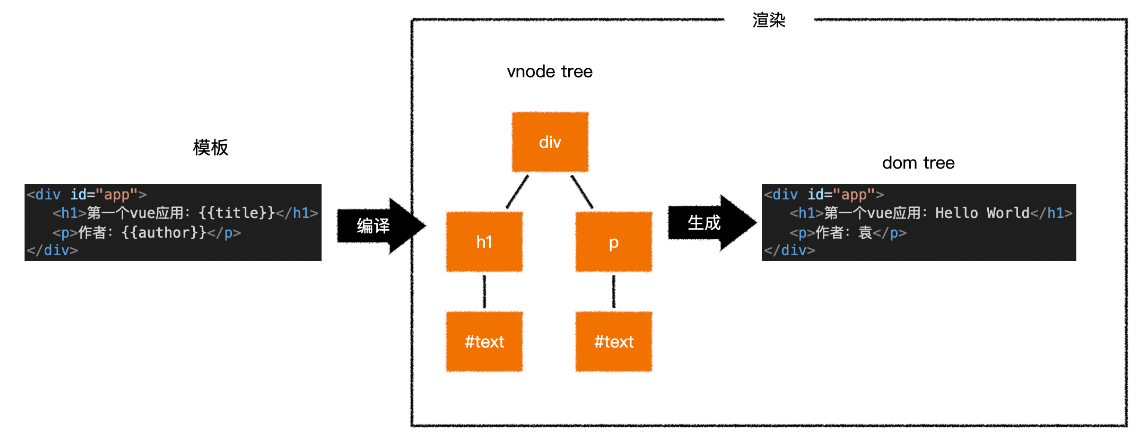 渲染
vnode tree
模板
div
dom tree
<div id="app">
<h1>第一个vue应用：{{title}}</h1>
<p>作者：{{author}}</p>
</div>
编译
h1
p
生成
<div id="app">
<h1>第一个vue应用：Hello World</h1>
<p>作者：袁</p>
</div>
#text
#text